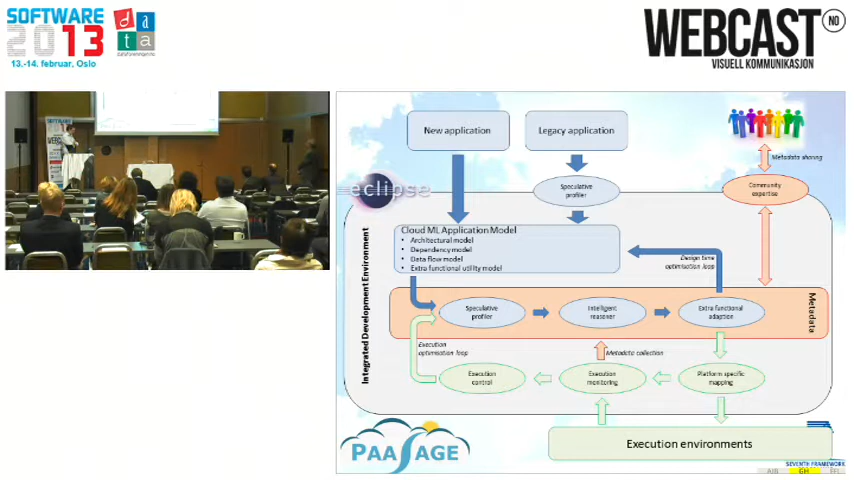 SOFTWARE
2013
13.-14. februar, Oslo
data
WEBCAST NO
VISUELL KOMMUNIKASJON
New application
Legacy application
Metadata sharing
eclipse
Speculative
profiler
Community
expertise
Integrated Development Environment
Cloud ML Application Model
• Architectural model
• Dependency model
• Data flow model
• Extra functional utility model
Design time
optimisation loop
Speculative
profiler
Intelligent
reasoner
Extra functional
adaption
Metadata
Execution
optimisation loop
Metadata collection
Execution
control
Execution
monitoring
Platform specific
mapping
PAASAGE
Execution environments
SEVENTH FRAMEWORK